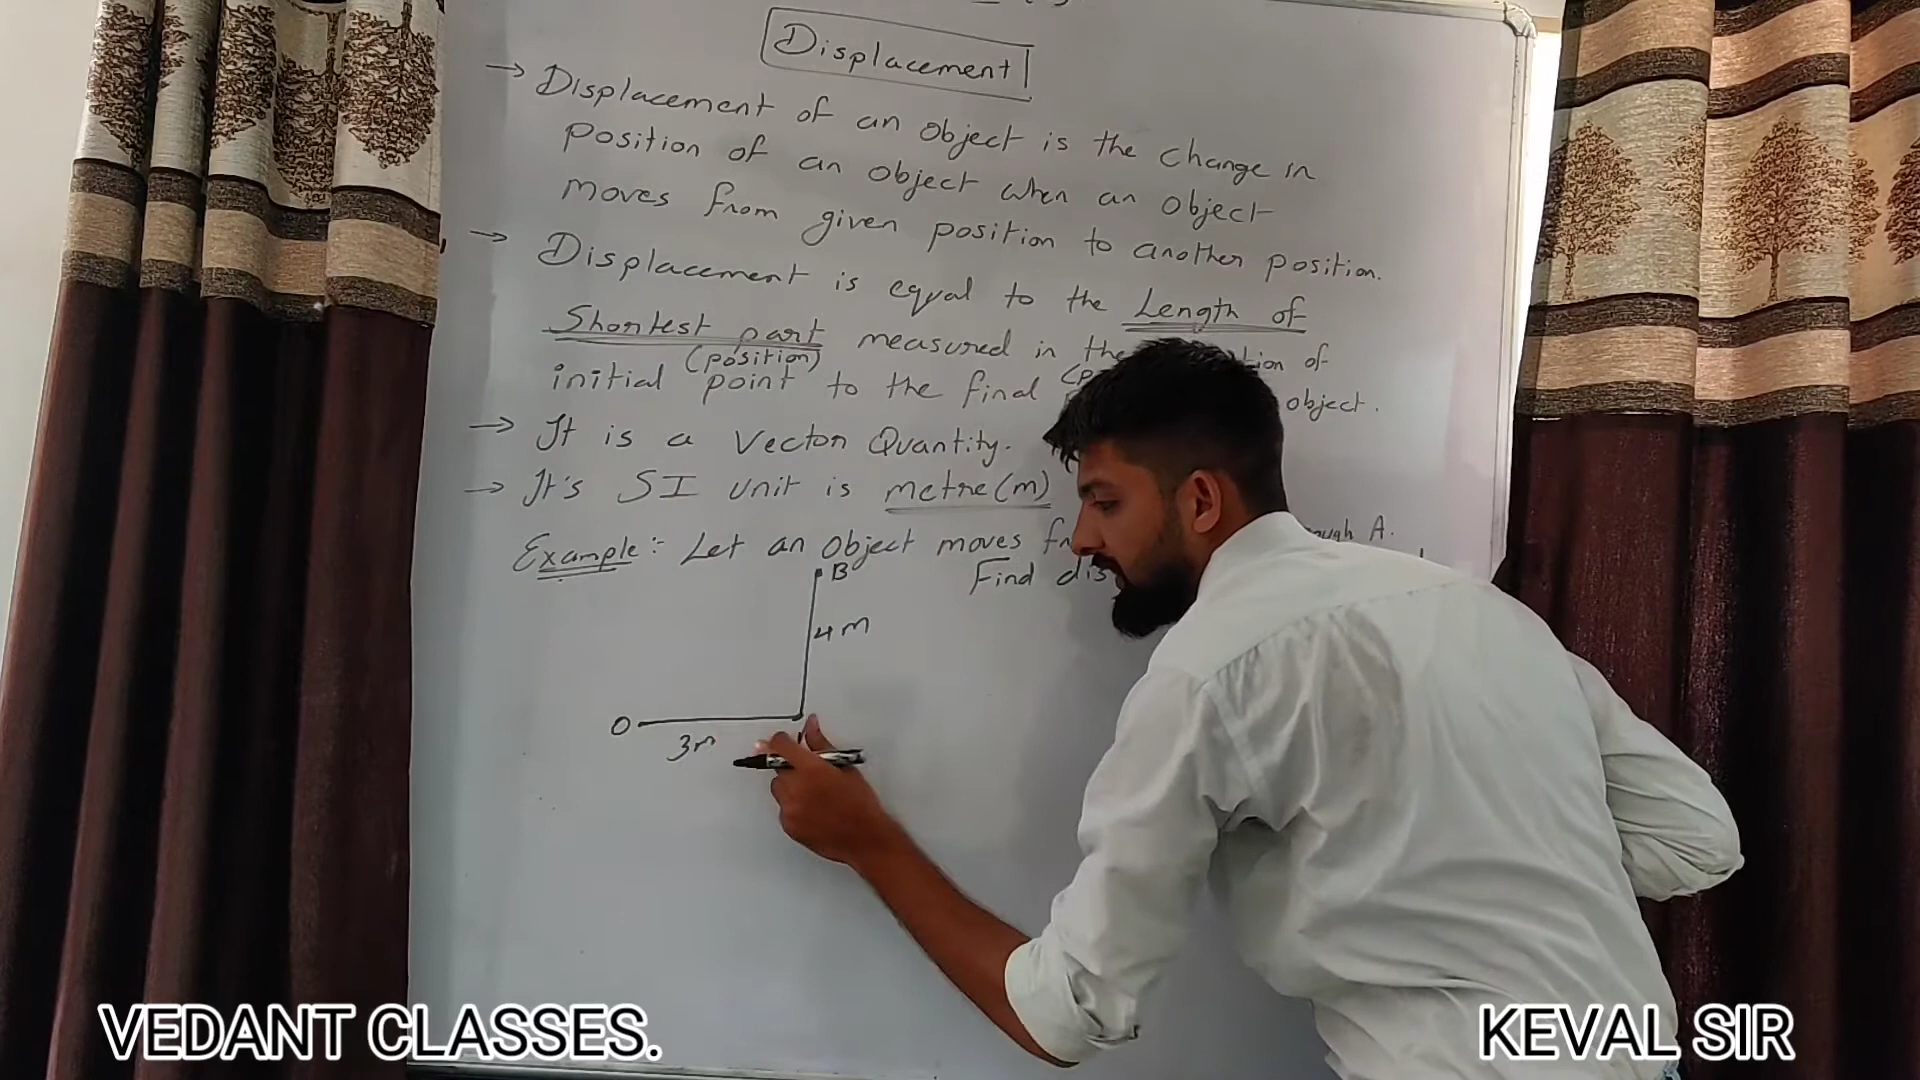 Displacement
→ Displacement of an object is the change in
position of an object when an object
moves from given position to another position.
→ Displacement is equal to the Length of
Shortest part measured in the
of
(position)
initial point to the final
object.
→ It is a Vector Quantity.
→ It's SI unit is metre(m)
Example:- Let an object moves
A.
Find
B
4m
O
3m
VEDANT CLASSES.
KEVAL SIR